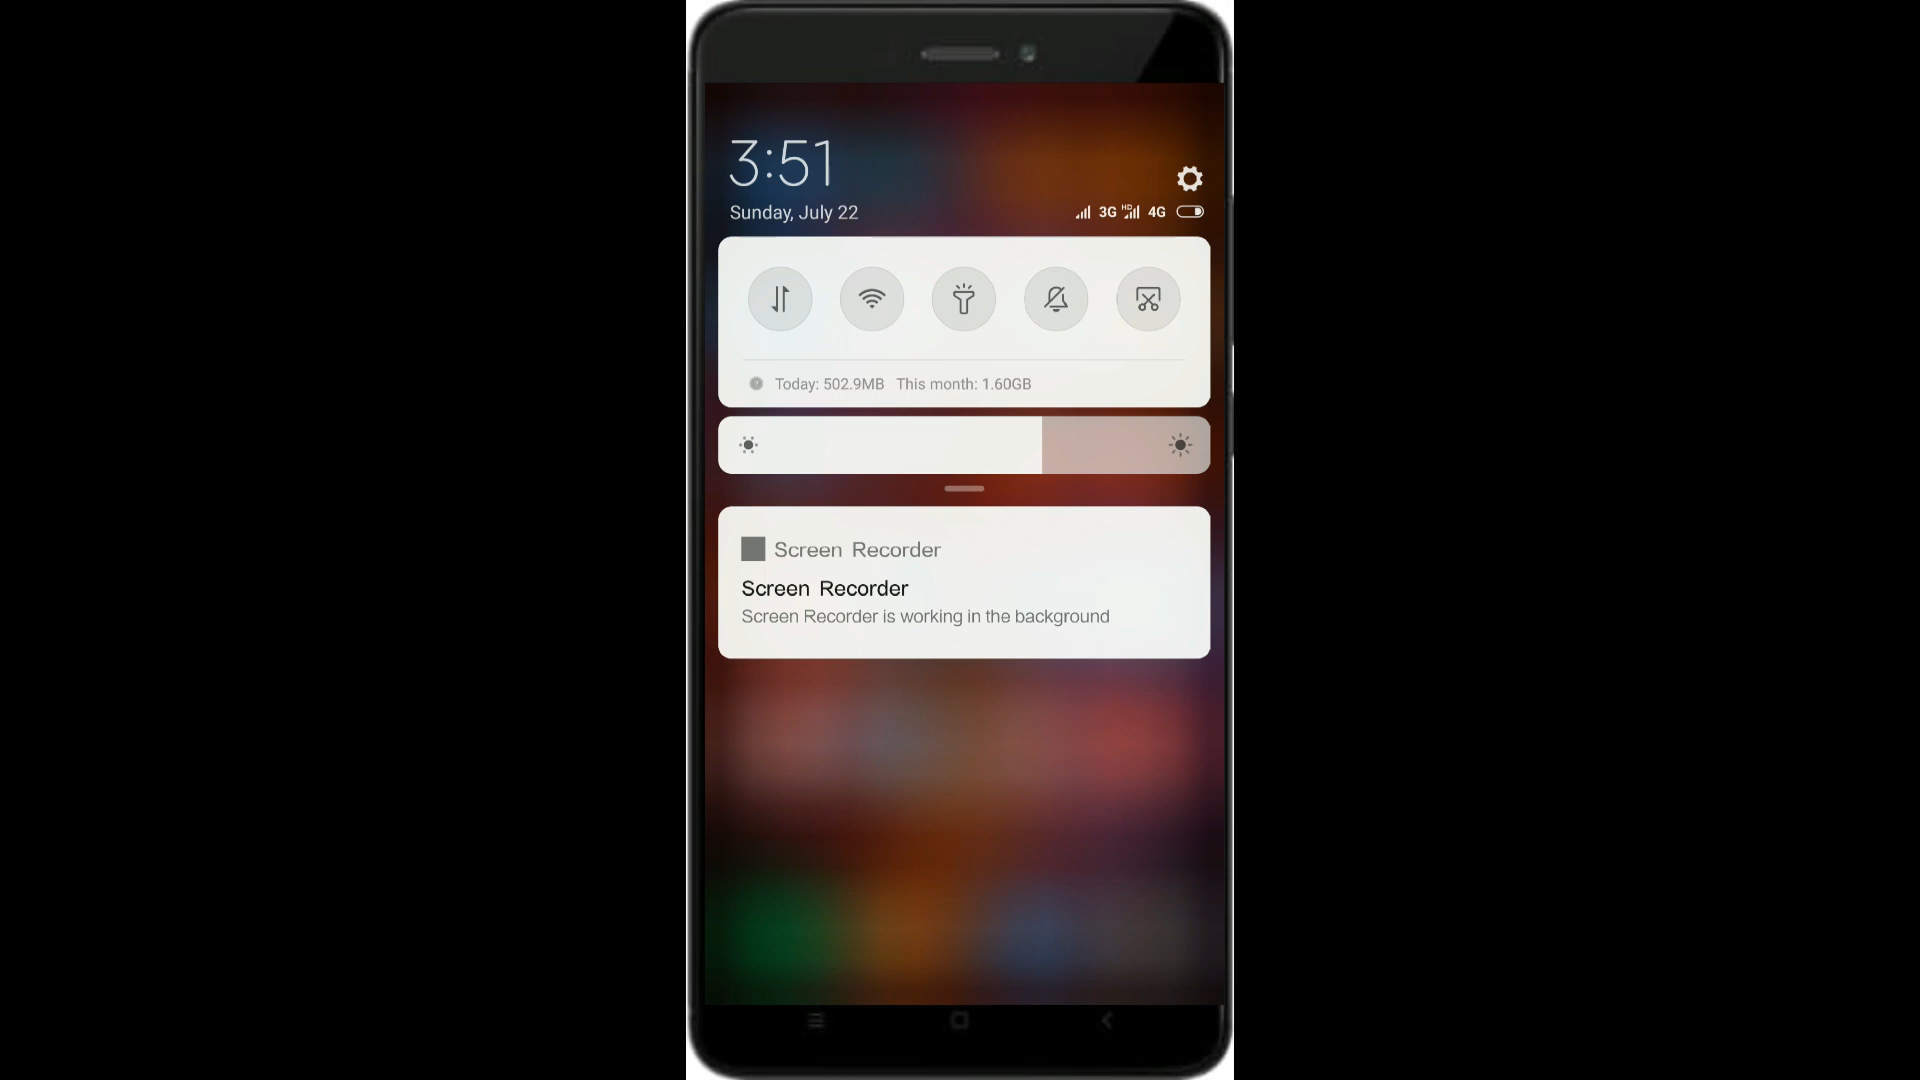 3:51
Sunday, July 22
3G HD 4G
Today: 502.9MB This month: 1.60GB
Screen Recorder
Screen Recorder
Screen Recorder is working in the background